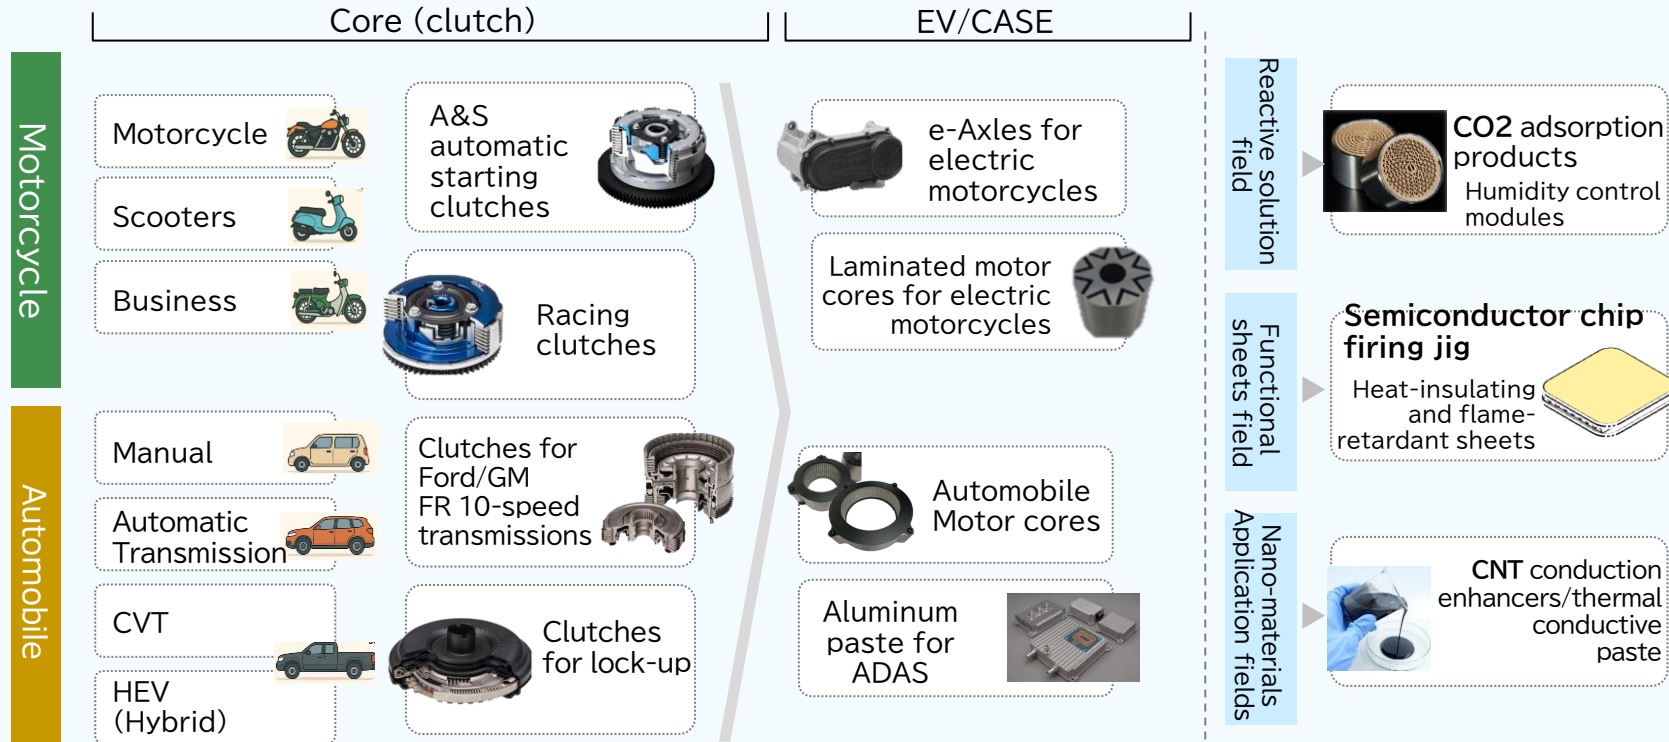 Core (clutch)
EV/CASE
Motorcycle
Motorcycle
Scooters
Business
A&S
automatic
starting
clutches
Racing
clutches
e-Axles for
electric
motorcycles
Laminated motor
cores for electric
motorcycles
Automobile
Manual
Automatic
Transmission
CVT
HEV
(Hybrid)
Clutches for
Ford/GM
FR 10-speed
transmissions
Clutches
for lock-up
Automobile
Motor cores
Aluminum
paste for
ADAS
Reactive solution
field
CO2 adsorption
products
Humidity control
modules
Functional
sheets field
Semiconductor chip
firing jig
Heat-insulating
and flame-
retardant sheets
Nano-materials
Application fields
CNT conduction
enhancers/thermal
conductive
paste